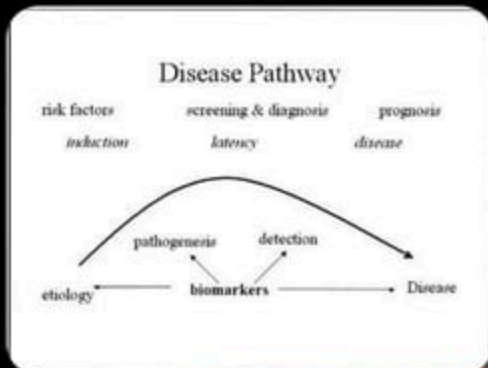 Disease Pathway
risk factors screening & diagnosis prognosis
induction latency disease
pathogenesis detection
etiology biomarkers Disease